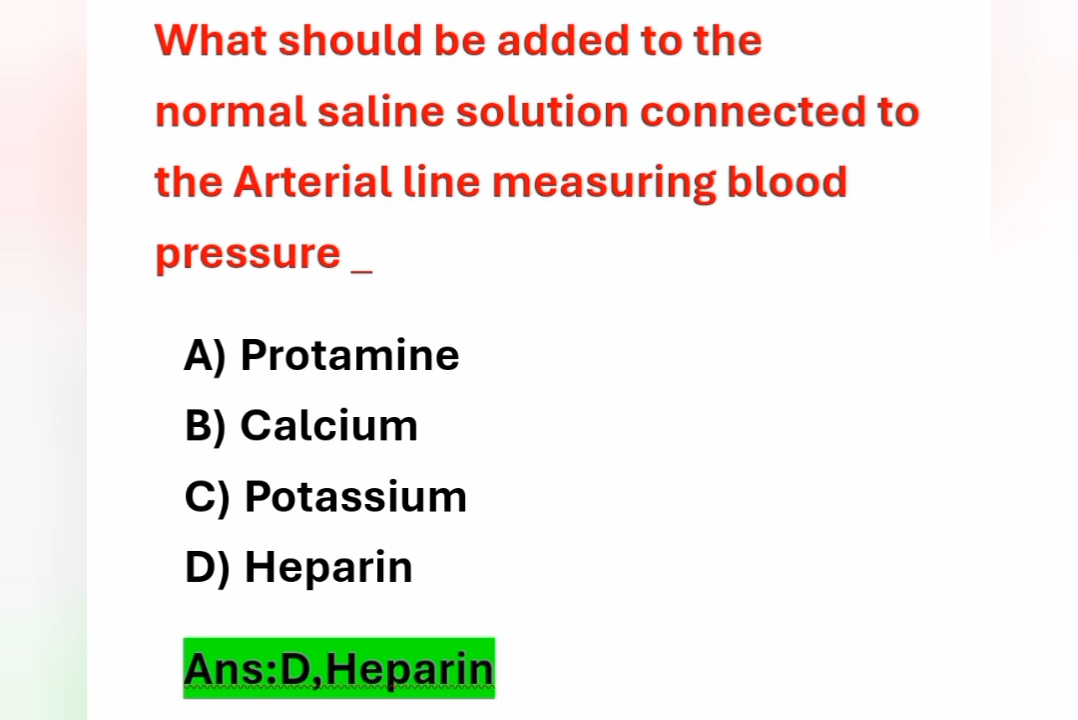 What should be added to the
normal saline solution connected to
the Arterial line measuring blood
pressure _
A) Protamine
B) Calcium
C) Potassium
D) Heparin
Ans:D,Heparin